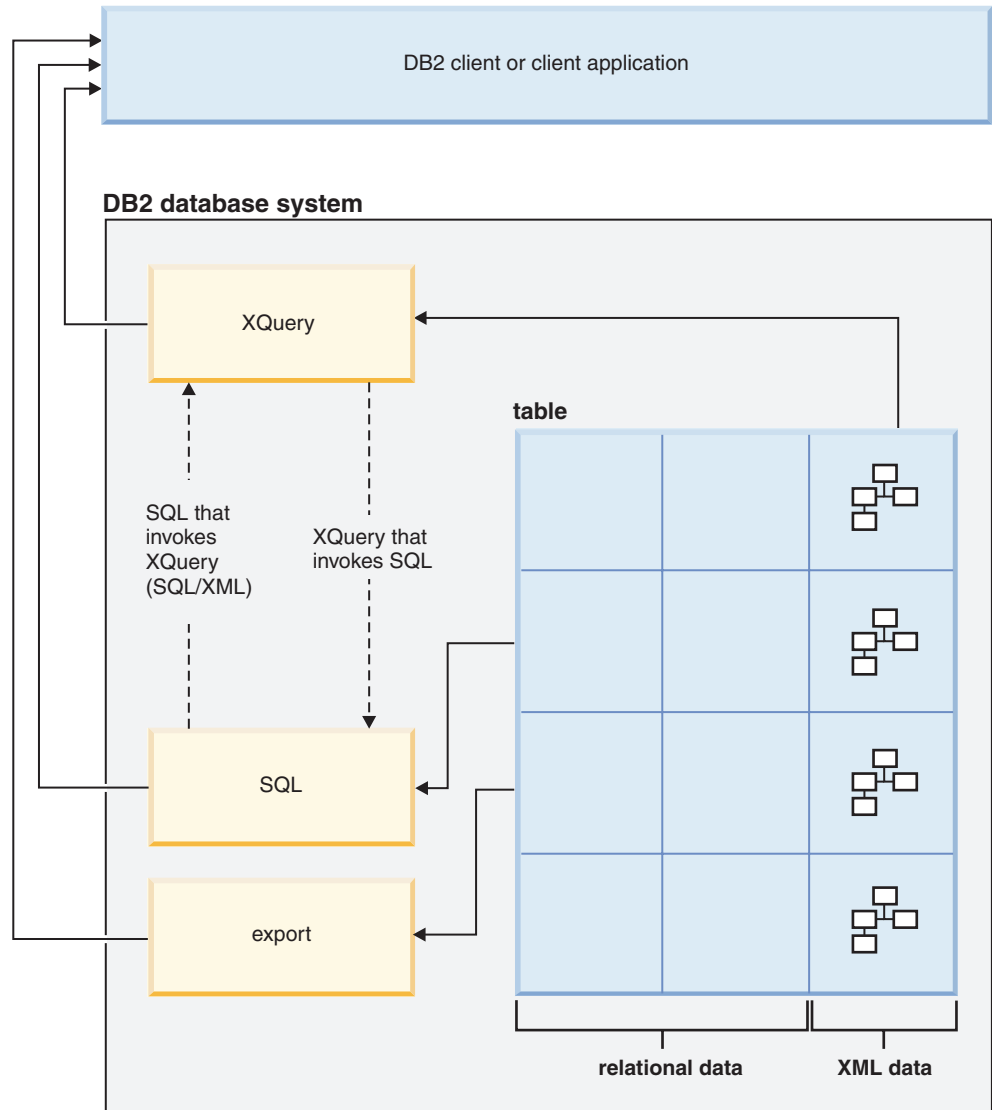 DB2 client or client application
DB2 database system
XQuery
table
SQL that
invokes
XQuery
(SQL/XML)
XQuery that
invokes SQL
SQL
export
relational data
XML data